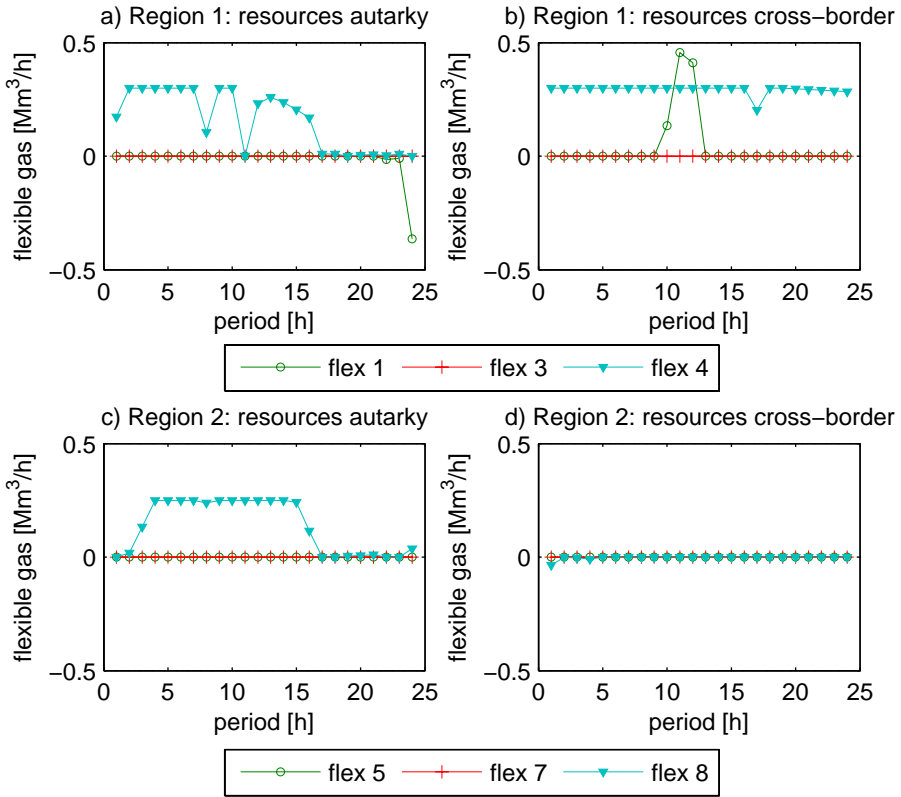 a) Region 1: resources autarky
b) Region 1: resources cross−border
flexible gas [Mm³/h]
0.5
0
−0.5
0 5 10 15 20 25
period [h]
flexible gas [Mm³/h]
0.5
0
−0.5
0 5 10 15 20 25
period [h]
flex 1 flex 3 flex 4
c) Region 2: resources autarky
d) Region 2: resources cross−border
flexible gas [Mm³/h]
0.5
0
−0.5
0 5 10 15 20 25
period [h]
flexible gas [Mm³/h]
0.5
0
−0.5
0 5 10 15 20 25
period [h]
flex 5 flex 7 flex 8